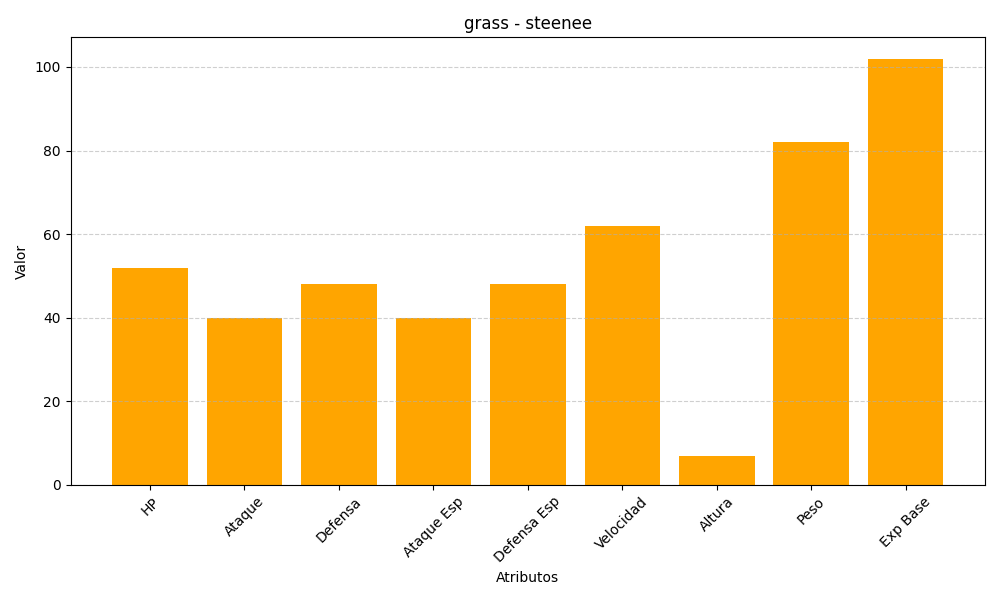 grass - steenee
Valor
100
80
60
40
20
0
HP
Ataque
Defensa
Ataque Esp
Defensa Esp
Velocidad
Altura
Peso
Exp Base
Atributos